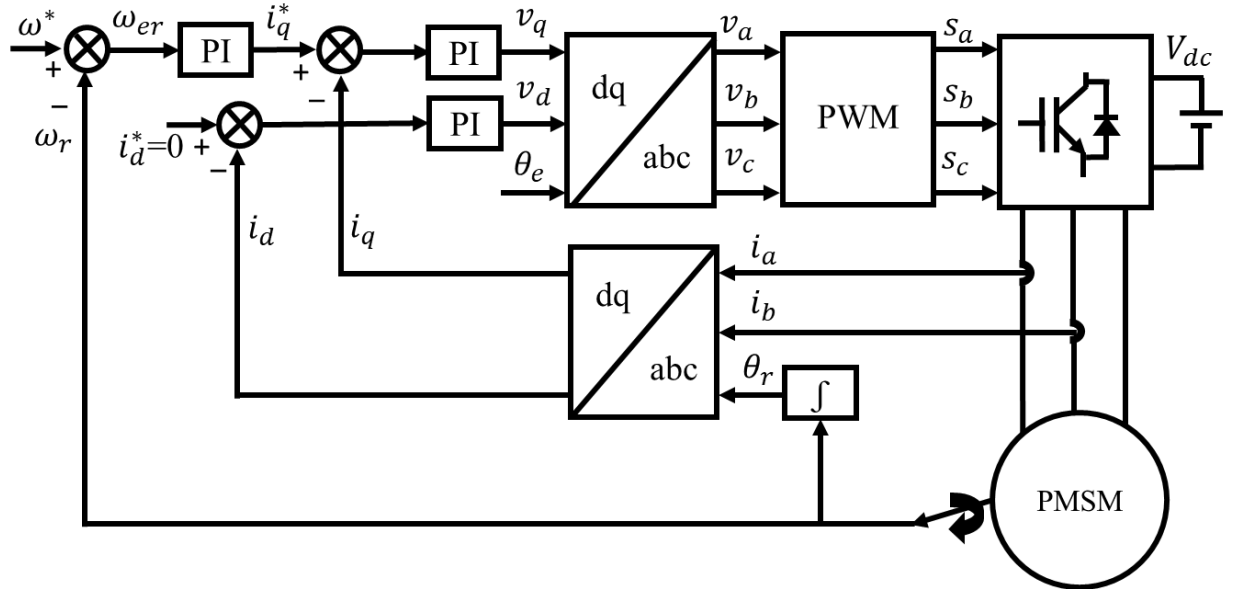 ω* ω_er i_q* v_q v_a s_a V_dc
+ PI + PI
− − dq PWM
v_d v_b s_b
ω_r i_d*=0 + PI abc
− θ_e v_c s_c
i_d i_q i_a
dq
i_b
abc θ_r ∫
PMSM